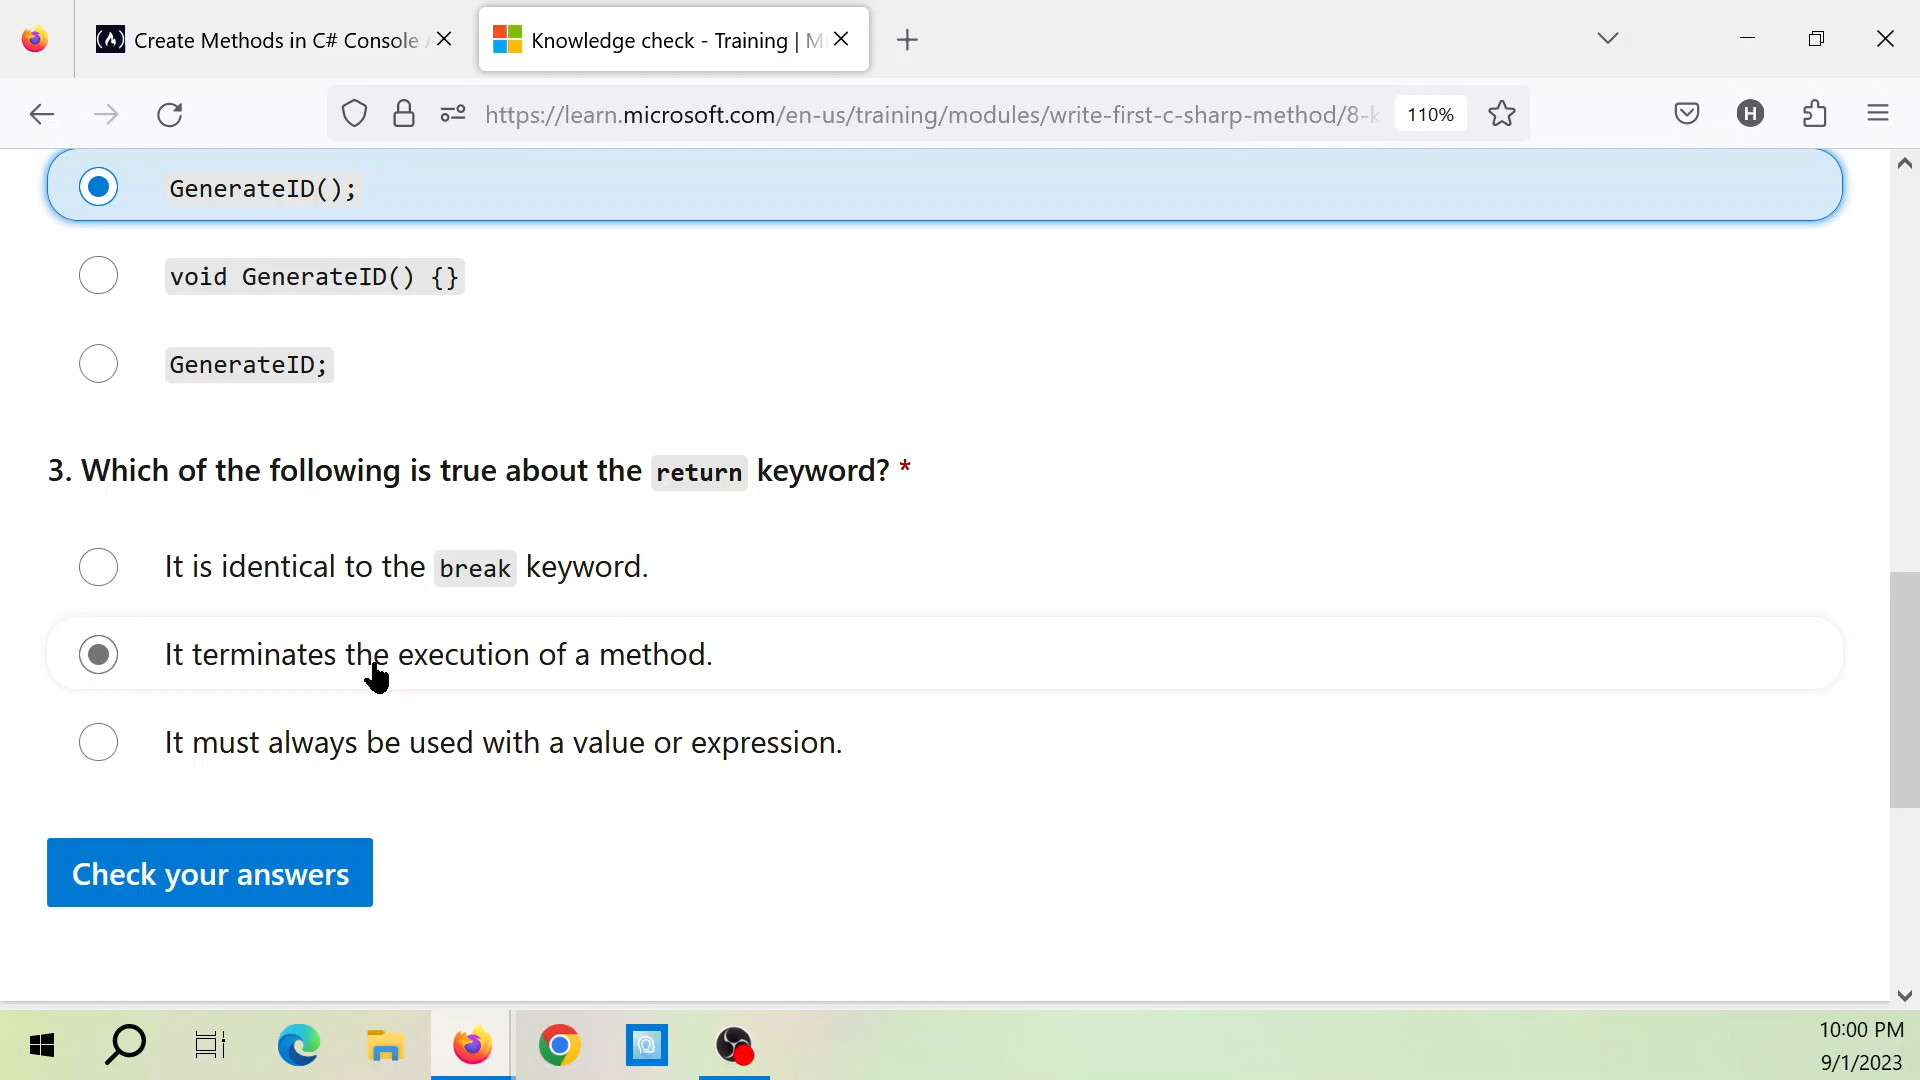 Create Methods in C# Console
Knowledge check - Training | M
https://learn.microsoft.com/en-us/training/modules/write-first-c-sharp-method/8-k
110%
H
GenerateID();
void GenerateID() {}
GenerateID;
3. Which of the following is true about the return keyword? *
It is identical to the break keyword.
It terminates the execution of a method.
It must always be used with a value or expression.
Check your answers
10:00 PM
9/1/2023